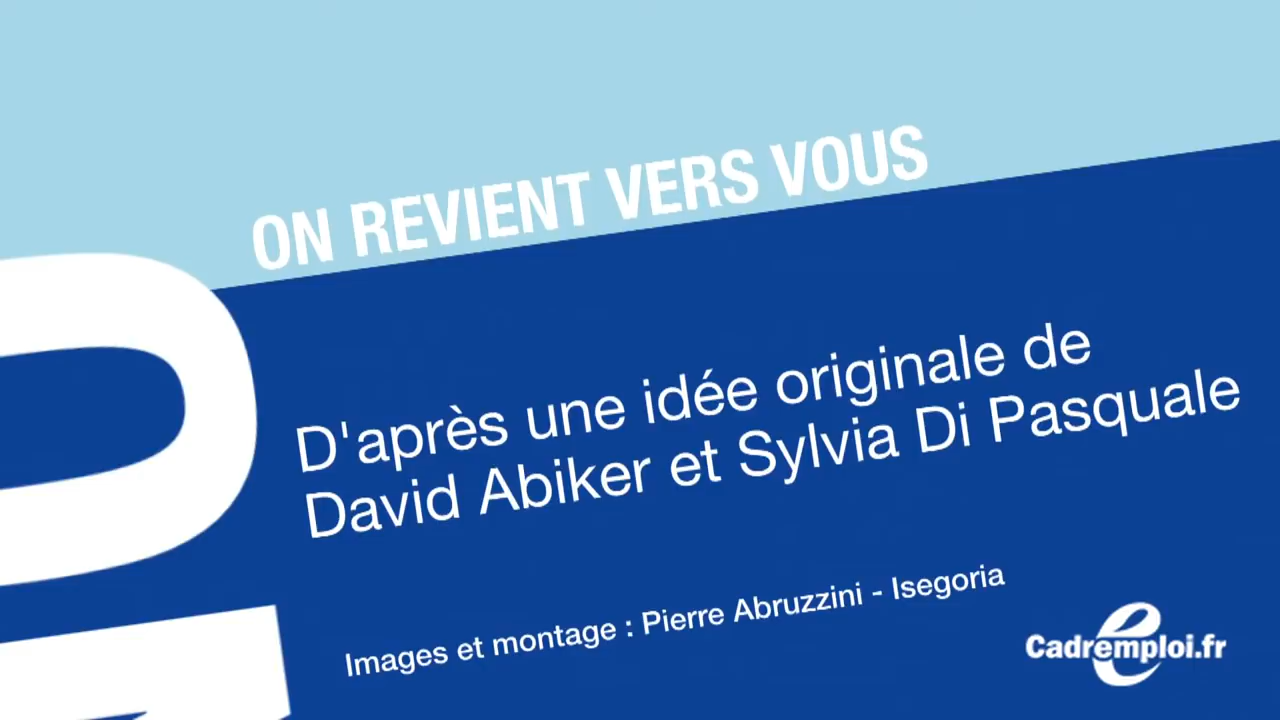 ON REVIENT VERS VOUS
D'après une idée originale de
David Abiker et Sylvia Di Pasquale
Images et montage : Pierre Abruzzini - Isegoria
Cadremploi.fr